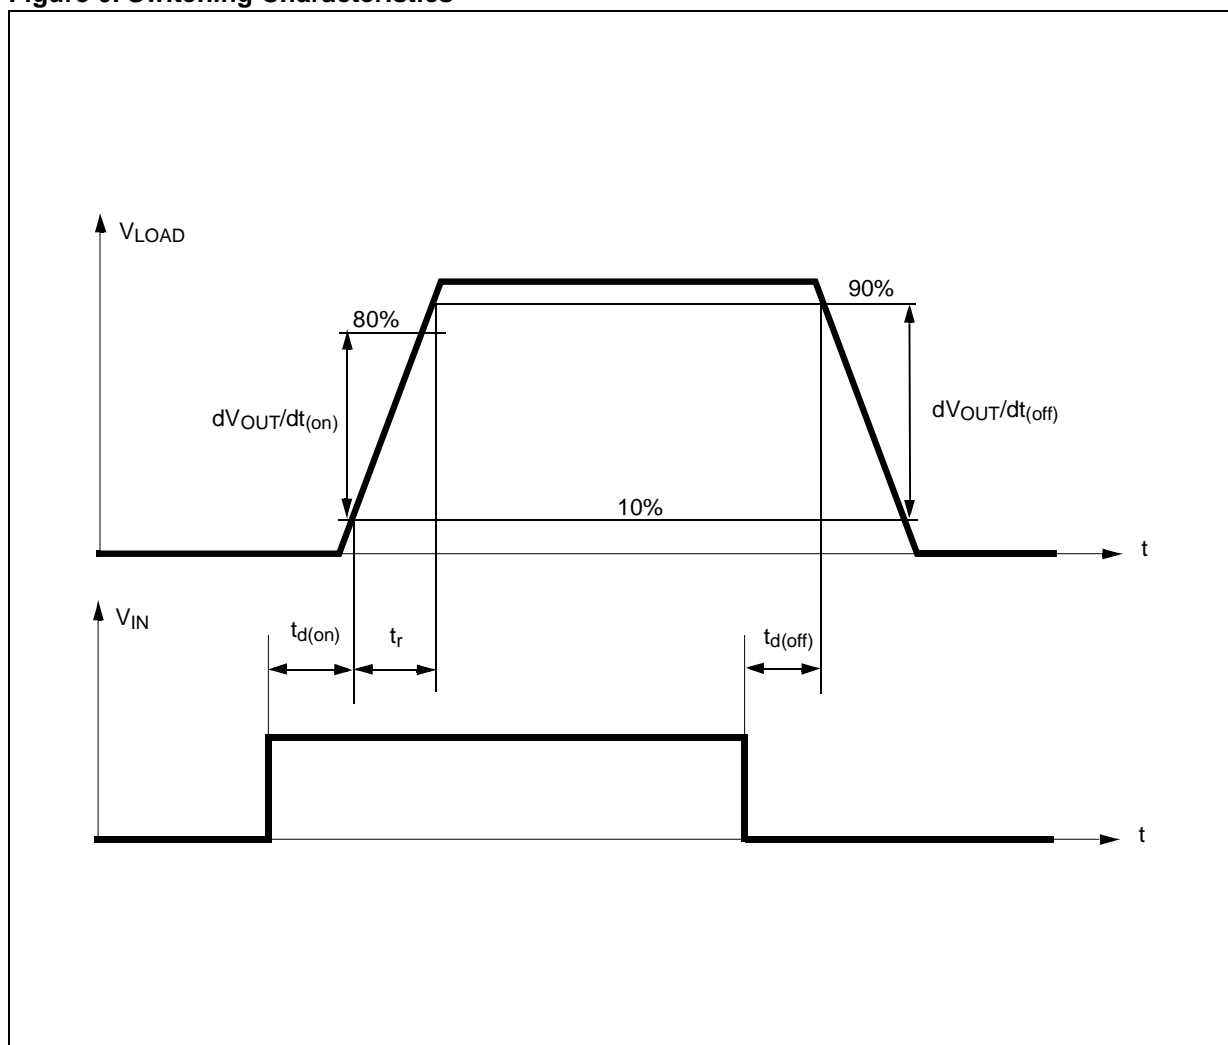 Figure 6. Switching Characteristics
VLOAD
90%
80%
dVOUT/dt(on)
dVOUT/dt(off)
10%
t
VIN
td(on)
tr
td(off)
t